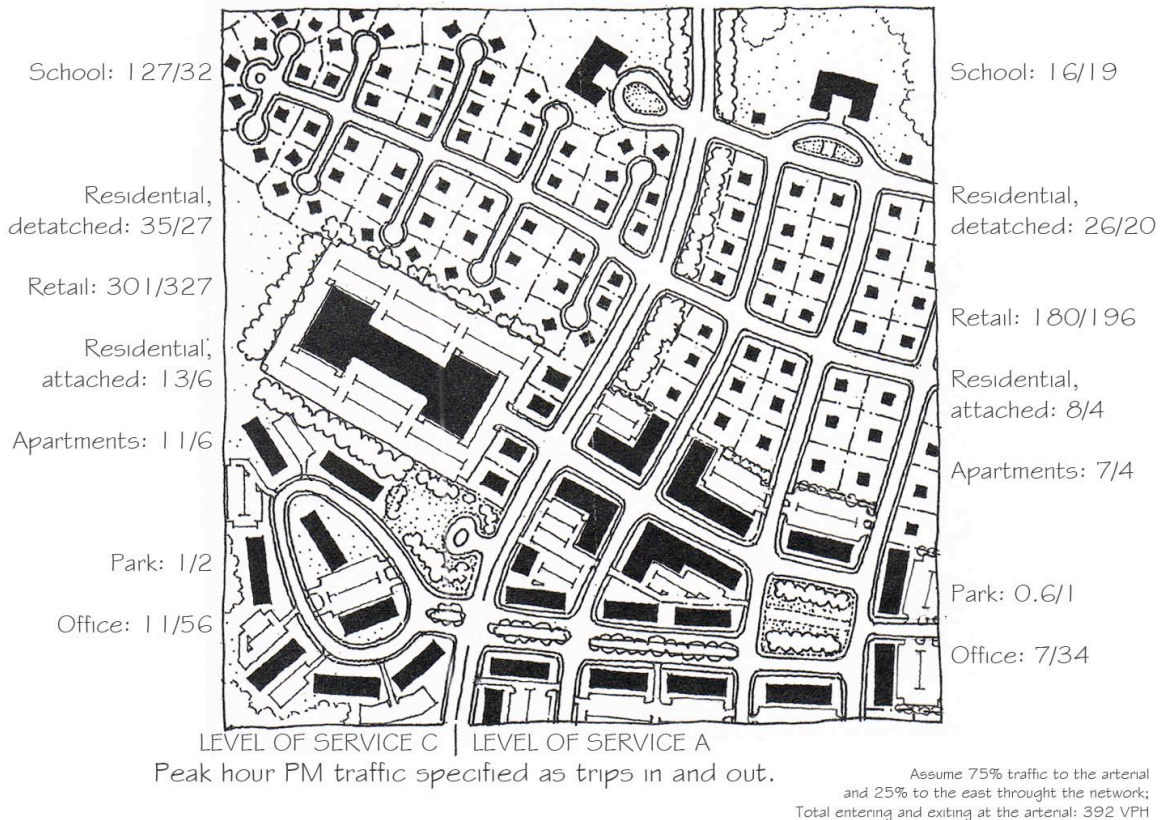 School: 127/32
Residential,
detatched: 35/27
Retail: 301/327
Residential,
attached: 13/6
Apartments: 11/6
Park: 1/2
Office: 11/56
School: 16/19
Residential,
detatched: 26/20
Retail: 180/196
Residential,
attached: 8/4
Apartments: 7/4
Park: 0.6/1
Office: 7/34
LEVEL OF SERVICE C | LEVEL OF SERVICE A
Peak hour PM traffic specified as trips in and out.
Assume 75% traffic to the arterial
and 25% to the east throught the network;
Total entering and exiting at the arterial: 392 VPH